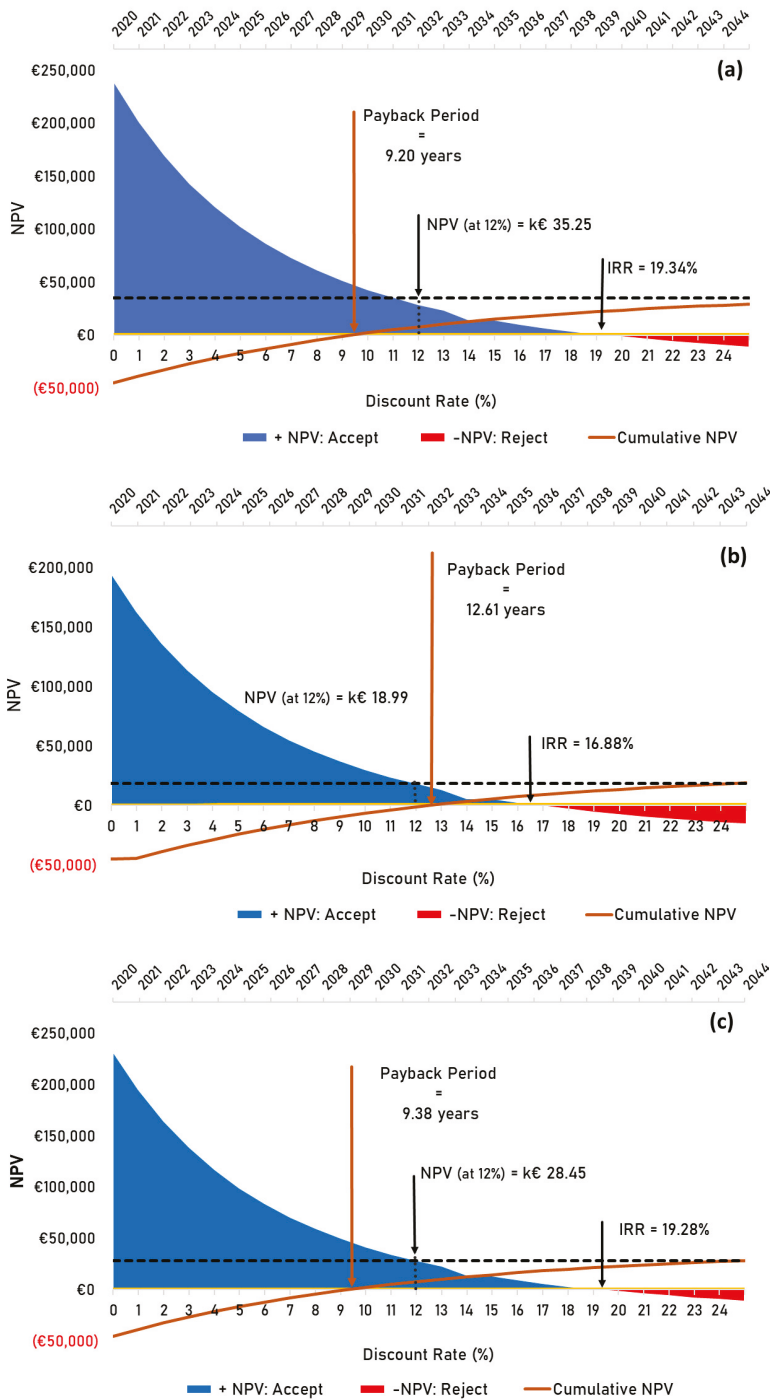 2020 2021 2022 2023 2024 2025 2026 2027 2028 2029 2030 2031 2032 2033 2034 2035 2036 2037 2038 2039 2040 2041 2042 2043 2044
(a)
€250,000
€200,000
€150,000
€100,000
€50,000
€0
(€50,000)
NPV
Payback Period
=
9.20 years
NPV (at 12%) = k€ 35.25
IRR = 19.34%
0 1 2 3 4 5 6 7 8 9 10 11 12 13 14 15 16 17 18 19 20 21 22 23 24
Discount Rate (%)
+ NPV: Accept -NPV: Reject Cumulative NPV
2020 2021 2022 2023 2024 2025 2026 2027 2028 2029 2030 2031 2032 2033 2034 2035 2036 2037 2038 2039 2040 2041 2042 2043 2044
(b)
€200,000
€150,000
€100,000
€50,000
€0
(€50,000)
NPV
Payback Period
=
12.61 years
NPV (at 12%) = k€ 18.99
IRR = 16.88%
0 1 2 3 4 5 6 7 8 9 10 11 12 13 14 15 16 17 18 19 20 21 22 23 24
Discount Rate (%)
+ NPV: Accept -NPV: Reject Cumulative NPV
2020 2021 2022 2023 2024 2025 2026 2027 2028 2029 2030 2031 2032 2033 2034 2035 2036 2037 2038 2039 2040 2041 2042 2043 2044
(c)
€250,000
€200,000
€150,000
€100,000
€50,000
€0
(€50,000)
NPV
Payback Period
=
9.38 years
NPV (at 12%) = k€ 28.45
IRR = 19.28%
0 1 2 3 4 5 6 7 8 9 10 11 12 13 14 15 16 17 18 19 20 21 22 23 24
Discount Rate (%)
+ NPV: Accept -NPV: Reject Cumulative NPV